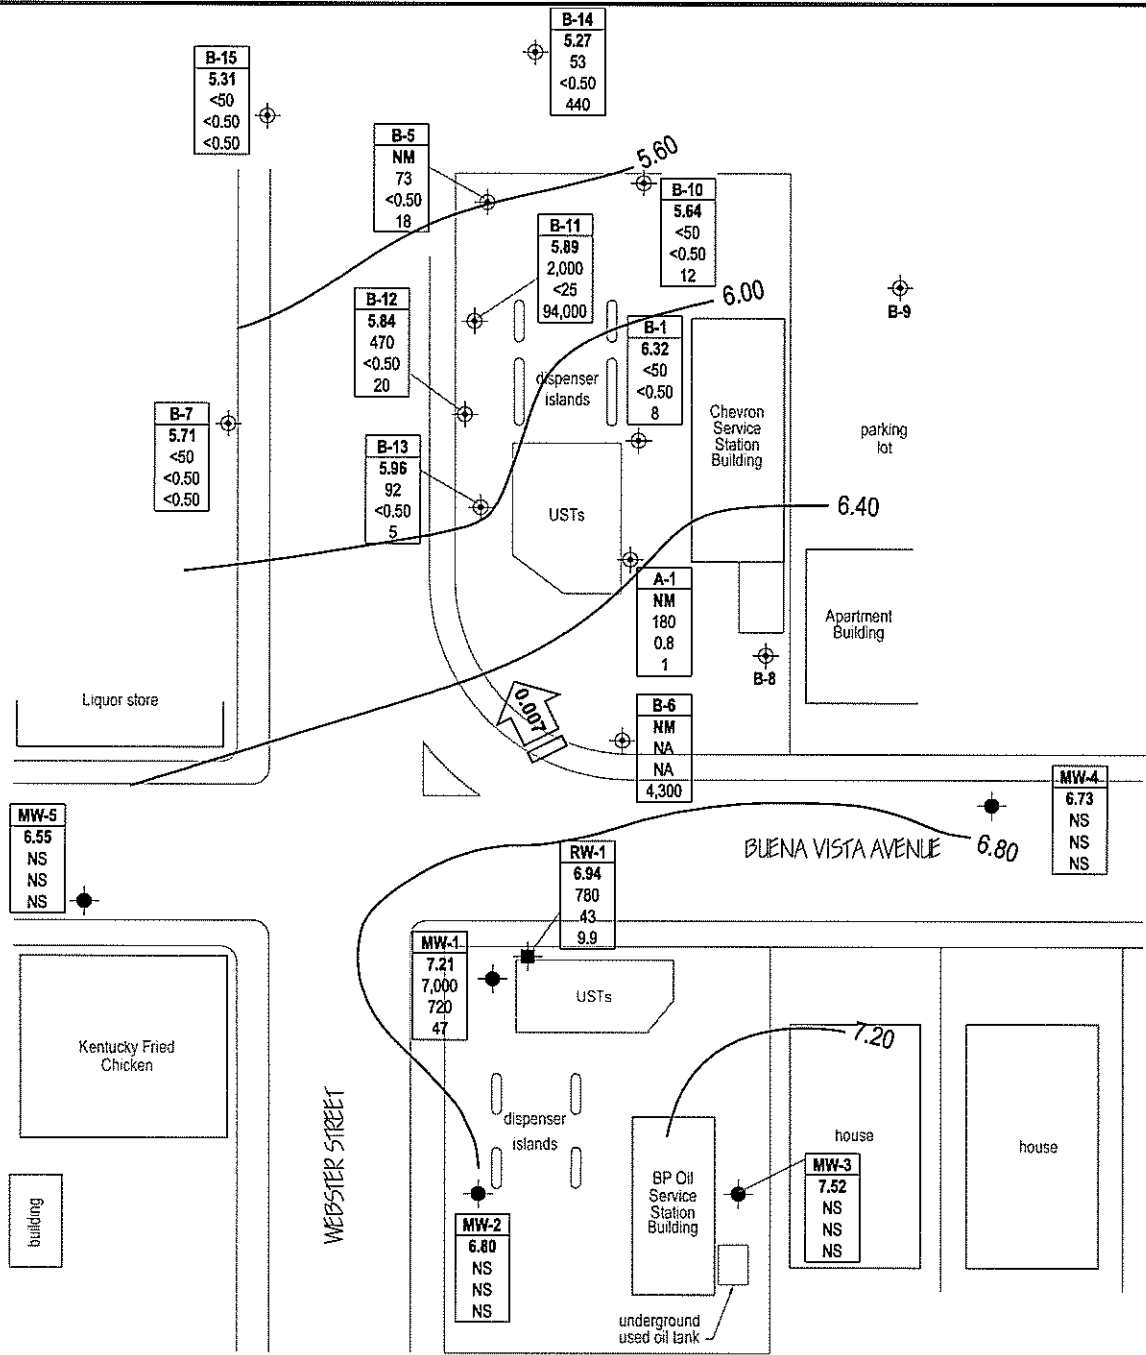 B-14
5.27
53
<0.50
440
B-15
5.31
<50
<0.50
<0.50
B-5
NM
73
<0.50
18
5.60
B-10
5.64
<50
<0.50
12
B-11
5.89
2,000
<25
94,000
6.00
B-9
B-12
5.84
470
<0.50
20
B-1
6.32
<50
<0.50
8
dispenser
islands
Chevron
Service
Station
Building
parking
lot
B-7
5.71
<50
<0.50
<0.50
B-13
5.96
92
<0.50
5
USTs
6.40
A-1
NM
180
0.8
1
Apartment
Building
B-8
Liquor store
0.007
B-6
NM
NA
NA
4,300
MW-4
6.73
NS
NS
NS
MW-5
6.55
NS
NS
NS
BUENA VISTA AVENUE
6.80
RW-1
6.94
780
43
9.9
MW-1
7.21
7,000
720
47
USTs
7.20
Kentucky Fried
Chicken
WEBSTER STREET
dispenser
islands
house
house
BP Oil
Service
Station
Building
MW-3
7.52
NS
NS
NS
building
MW-2
6.80
NS
NS
NS
underground
used oil tank